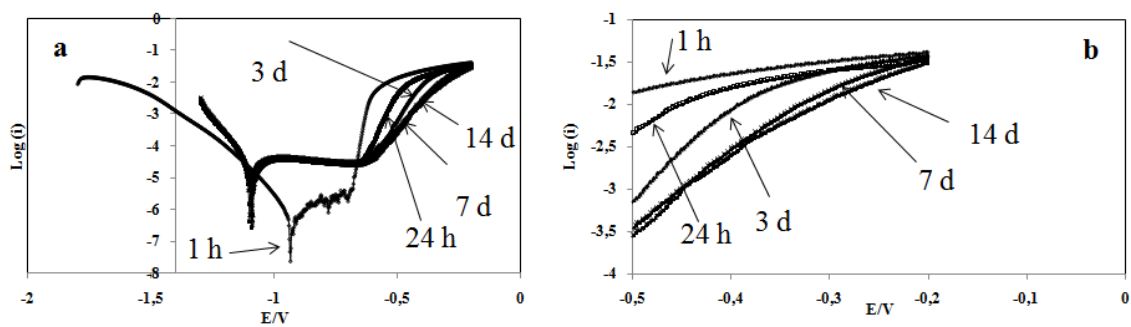 a
Log (i)
0
-1
-2
-3
-4
-5
-6
-7
-8
-2
-1,5
-1
-0,5
0
E/V
3 d
14 d
7 d
24 h
1 h
b
Log(i)
-1
-1,5
-2
-2,5
-3
-3,5
-4
-0,5
-0,4
-0,3
-0,2
-0,1
0
E/V
1 h
14 d
7 d
3 d
24 h